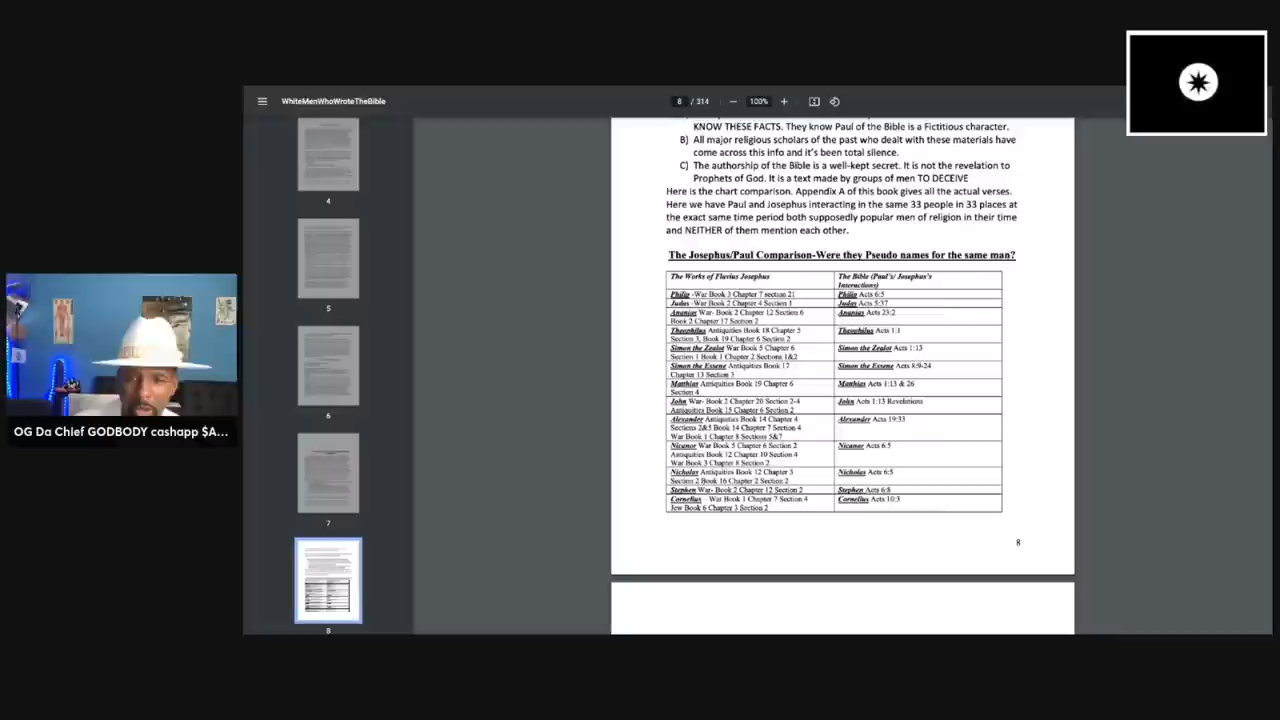 WhiteMenWhoWroteTheBible
8 / 314
100%
4
5
6
7
8
KNOW THESE FACTS. They know Paul of the Bible is a Fictitious character.
B) All major religious scholars of the past who dealt with these materials have
come across this info and it's been total silence.
C) The authorship of the Bible is a well-kept secret. It is not the revelation to
Prophets of God. It is a text made by groups of men TO DECEIVE
Here is the chart comparison. Appendix A of this book gives all the actual verses.
Here we have Paul and Josephus interacting in the same 33 people in 33 places at
the exact same time period both supposedly popular men of religion in their time
and NEITHER of them mention each other.
The Josephus/Paul Comparison-Were they Pseudo names for the same man?
The Works of Flavius Josephus
The Bible (Paul's/ Josephus's
Interactions)
Philip -War Book 3 Chapter 7 section 21
Philip Acts 6:5
Judas -War Book 2 Chapter 4 Section 1
Judas Acts 5:37
Ananias War- Book 2 Chapter 12 Section 6
Book 2 Chapter 17 Section 2
Ananias Acts 23:2
Theophilus Antiquities Book 18 Chapter 5
Section 3, Book 19 Chapter 6 Section 2
Theophilus Acts 1:1
Simon the Zealot War Book 5 Chapter 6
Section 1 Book 1 Chapter 2 Sections 1&2
Simon the Zealot Acts 1:13
Simon the Essene Antiquities Book 17
Chapter 13 Section 3
Simon the Essene Acts 8:9-24
Matthias Antiquities Book 19 Chapter 6
Section 4
Matthias Acts 1:13 & 26
John War- Book 2 Chapter 20 Section 2-4
Antiquities Book 15 Chapter 6 Section 2
John Acts 1:13 Revelations
Alexander Antiquities Book 14 Chapter 4
Sections 2&5 Book 14 Chapter 7 Section 4
War Book 1 Chapter 8 Sections 5&7
Alexander Acts 19:33
Nicanor War Book 5 Chapter 6 Section 2
Antiquities Book 12 Chapter 10 Section 4
War Book 3 Chapter 8 Section 2
Nicanor Acts 6:5
Nicholas Antiquities Book 12 Chapter 3
Section 2 Book 16 Chapter 2 Section 2
Nicholas Acts 6:5
Stephen War- Book 2 Chapter 12 Section 2
Stephen Acts 6:8
Cornelius War Book 1 Chapter 7 Section 4
Jew Book 6 Chapter 3 Section 2
Cornelius Acts 10:3
8
OG Da Chief GODBODY cashapp $A...